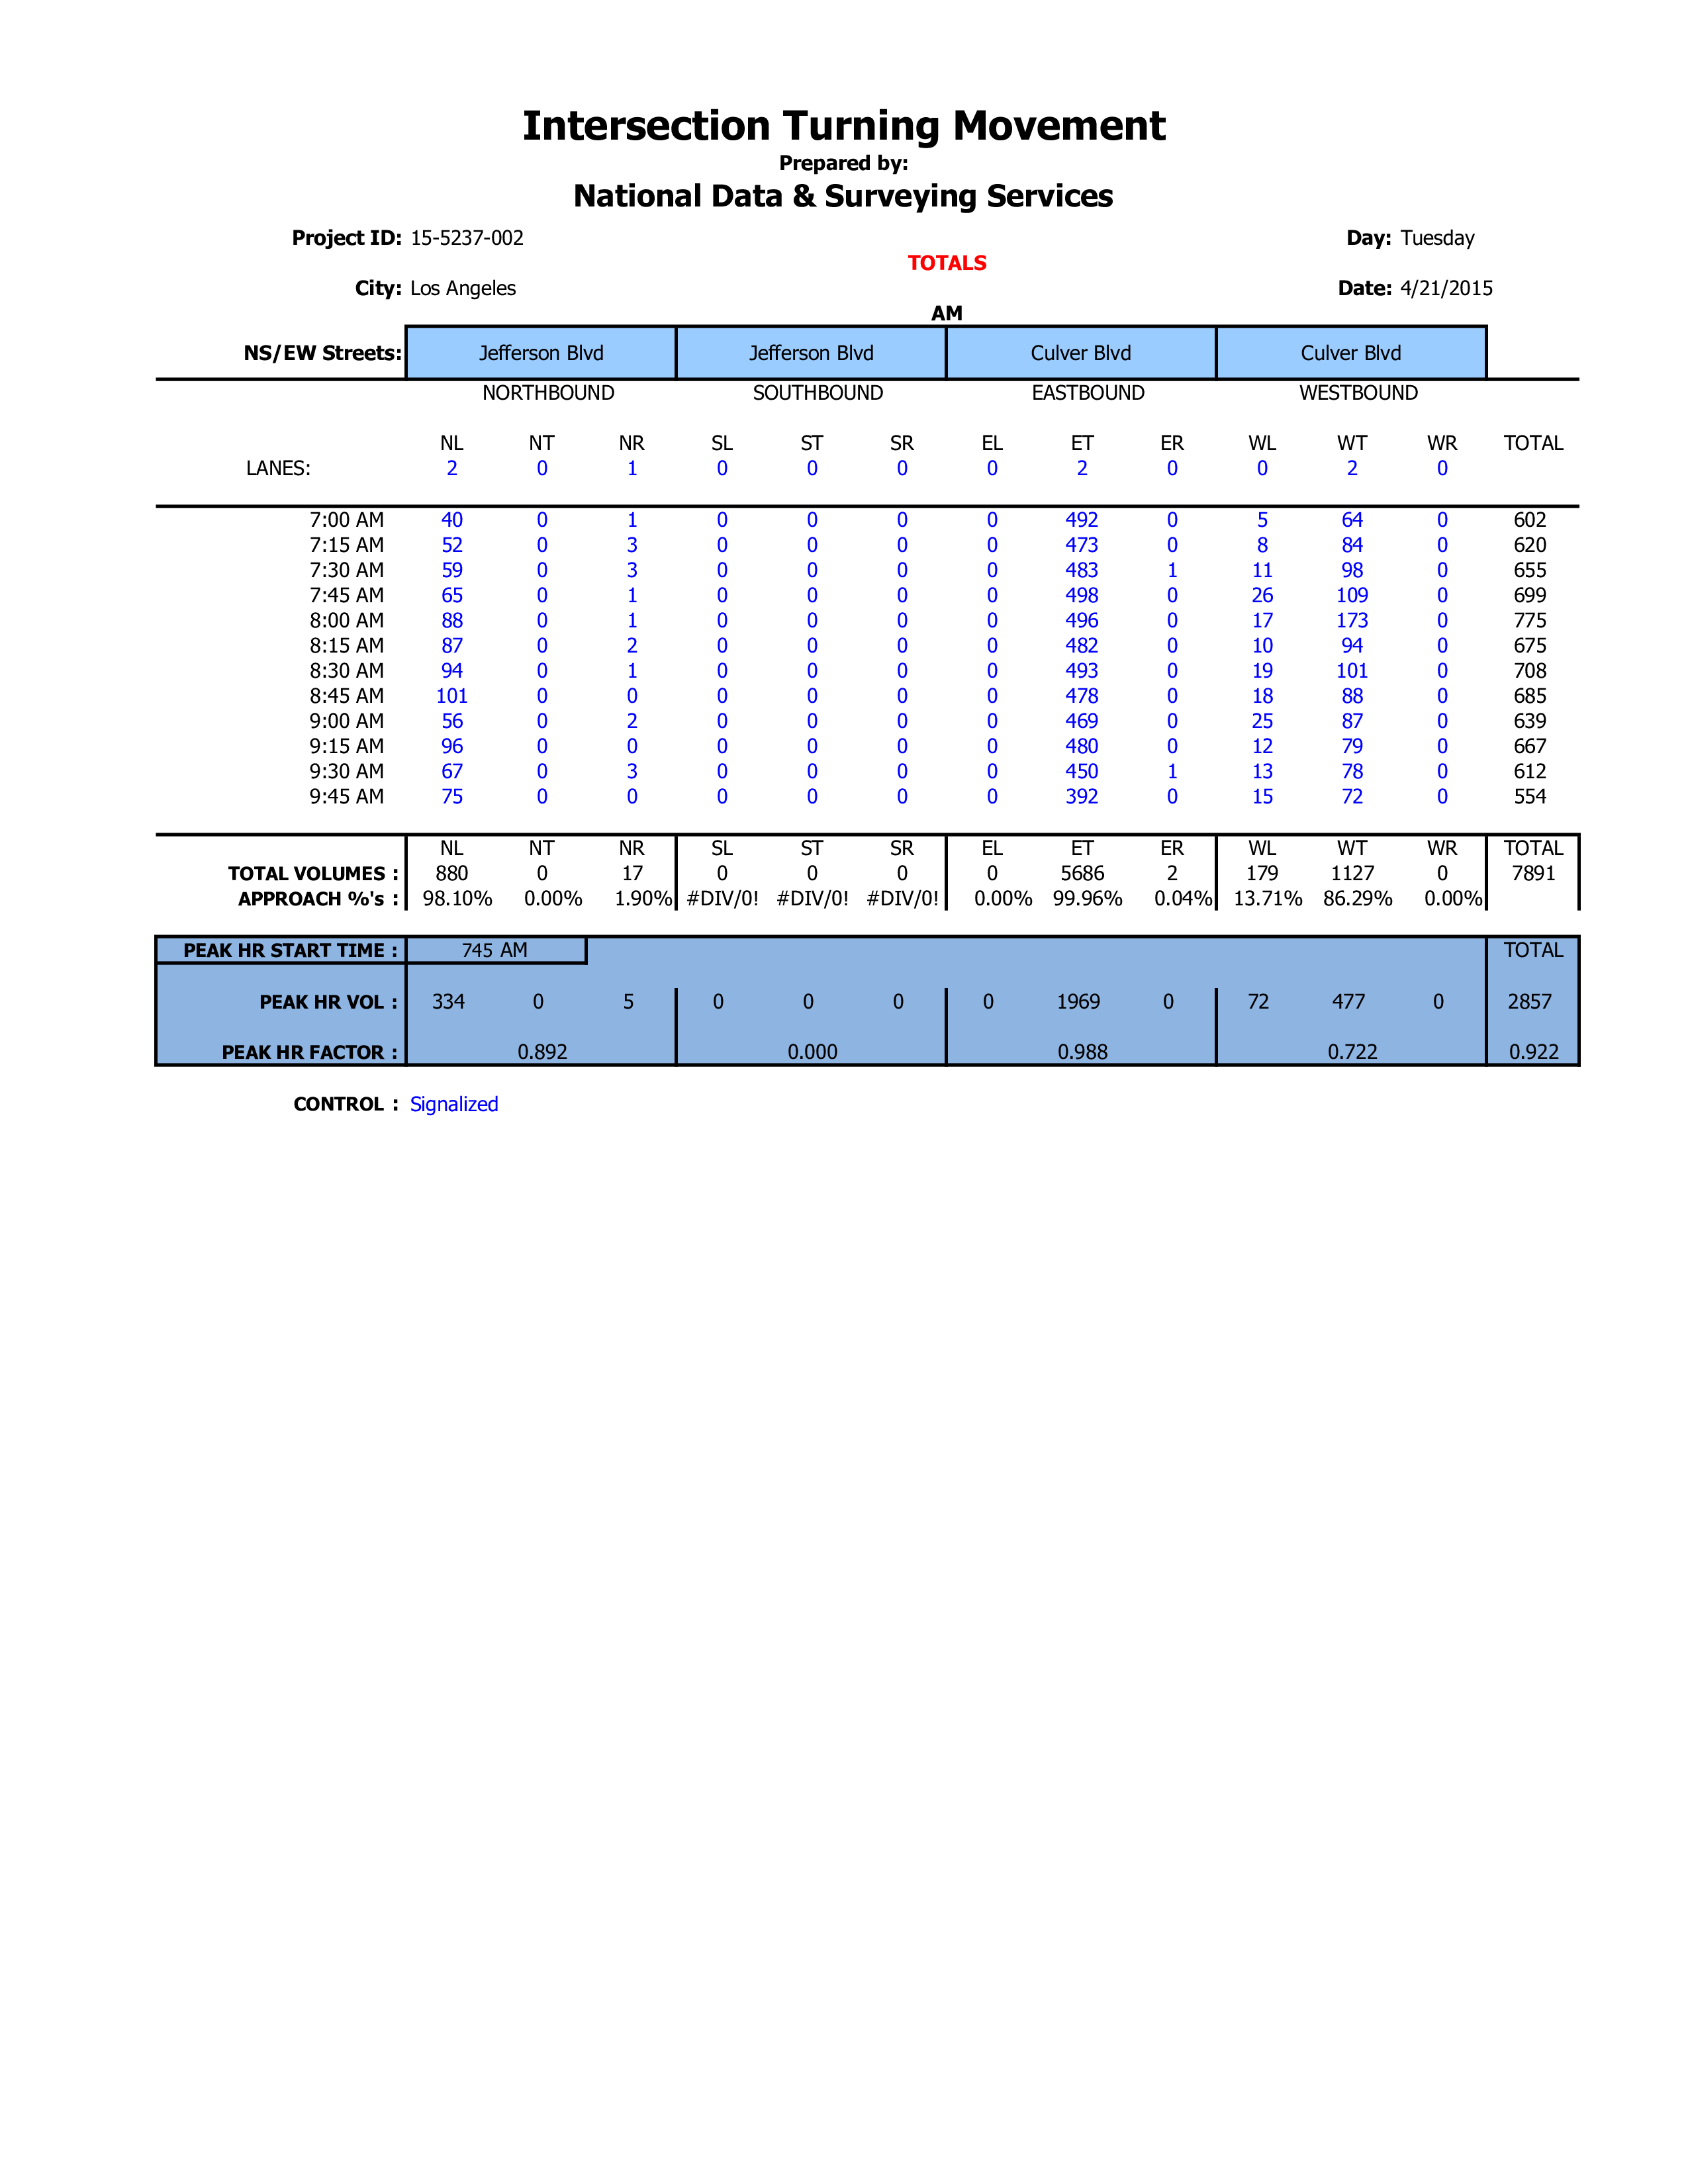 Intersection Turning Movement
Prepared by:
National Data & Surveying Services
Project ID: 15-5237-002 Day: Tuesday
TOTALS
City: Los Angeles Date: 4/21/2015
AM
NS/EW Streets: Jefferson Blvd Jefferson Blvd Culver Blvd Culver Blvd
NORTHBOUND SOUTHBOUND EASTBOUND WESTBOUND
NL NT NR SL ST SR EL ET ER WL WT WR TOTAL
LANES: 2 0 1 0 0 0 0 2 0 0 2 0
7:00 AM 40 0 1 0 0 0 0 492 0 5 64 0 602
7:15 AM 52 0 3 0 0 0 0 473 0 8 84 0 620
7:30 AM 59 0 3 0 0 0 0 483 1 11 98 0 655
7:45 AM 65 0 1 0 0 0 0 498 0 26 109 0 699
8:00 AM 88 0 1 0 0 0 0 496 0 17 173 0 775
8:15 AM 87 0 2 0 0 0 0 482 0 10 94 0 675
8:30 AM 94 0 1 0 0 0 0 493 0 19 101 0 708
8:45 AM 101 0 0 0 0 0 0 478 0 18 88 0 685
9:00 AM 56 0 2 0 0 0 0 469 0 25 87 0 639
9:15 AM 96 0 0 0 0 0 0 480 0 12 79 0 667
9:30 AM 67 0 3 0 0 0 0 450 1 13 78 0 612
9:45 AM 75 0 0 0 0 0 0 392 0 15 72 0 554
NL NT NR SL ST SR EL ET ER WL WT WR TOTAL
TOTAL VOLUMES : 880 0 17 0 0 0 0 5686 2 179 1127 0 7891
APPROACH %'s : 98.10% 0.00% 1.90% #DIV/0! #DIV/0! #DIV/0! 0.00% 99.96% 0.04% 13.71% 86.29% 0.00%
PEAK HR START TIME : 745 AM TOTAL
PEAK HR VOL : 334 0 5 0 0 0 0 1969 0 72 477 0 2857
PEAK HR FACTOR : 0.892 0.000 0.988 0.722 0.922
CONTROL : Signalized